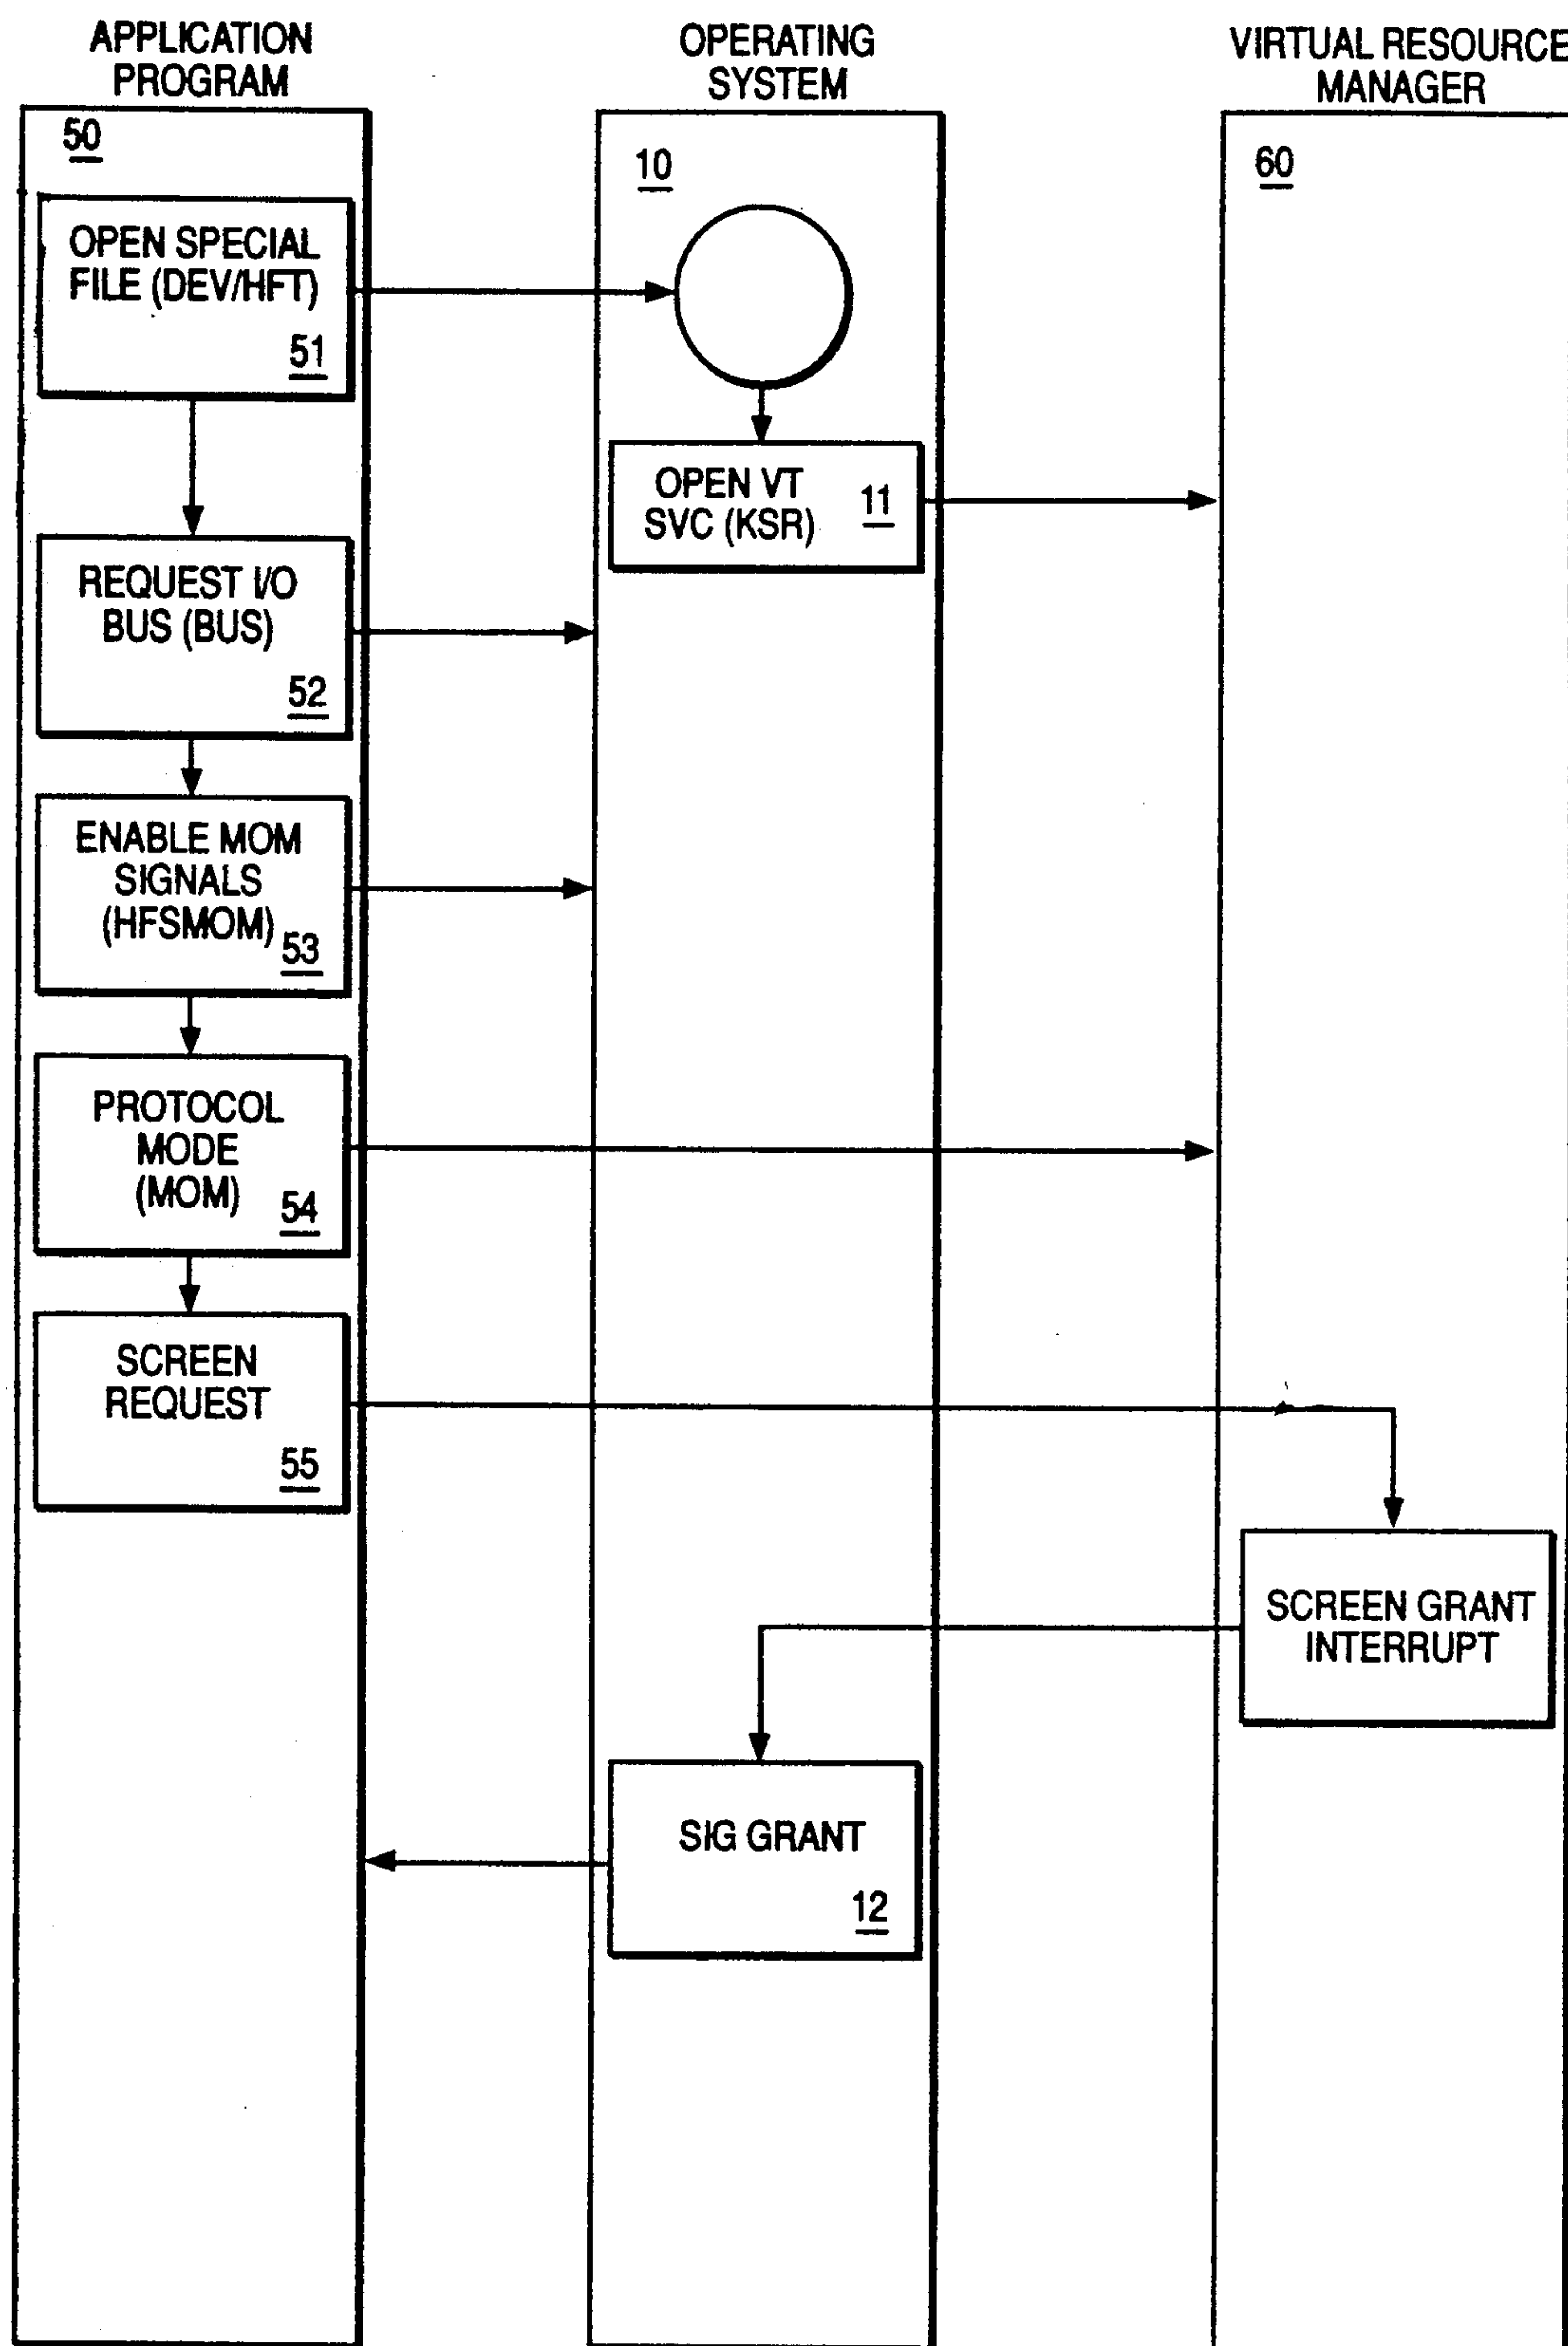 APPLICATION
PROGRAM
OPERATING
SYSTEM
VIRTUAL RESOURCE
MANAGER
50
10
60
OPEN SPECIAL
FILE (DEV/HFT)
51
OPEN VT
SVC (KSR)
11
REQUEST I/O
BUS (BUS)
52
ENABLE MOM
SIGNALS
(HFSMOM)
53
PROTOCOL
MODE
(MOM)
54
SCREEN
REQUEST
55
SCREEN GRANT
INTERRUPT
SIG GRANT
12